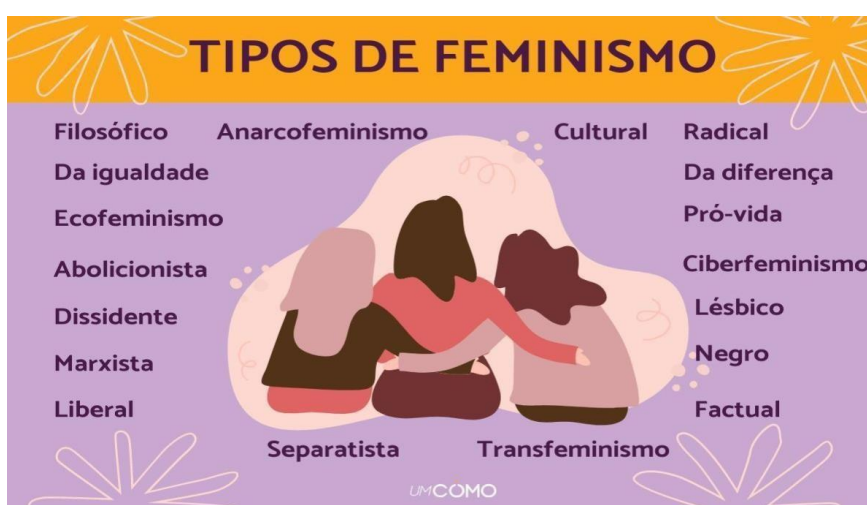 TIPOS DE FEMINISMO
Filosófico Anarcofeminismo Cultural Radical
Da igualdade Da diferença
Ecofeminismo Pró-vida
Abolicionista Ciberfeminismo
Dissidente Lésbico
Marxista Negro
Liberal Factual
Separatista Transfeminismo
UMCOMO